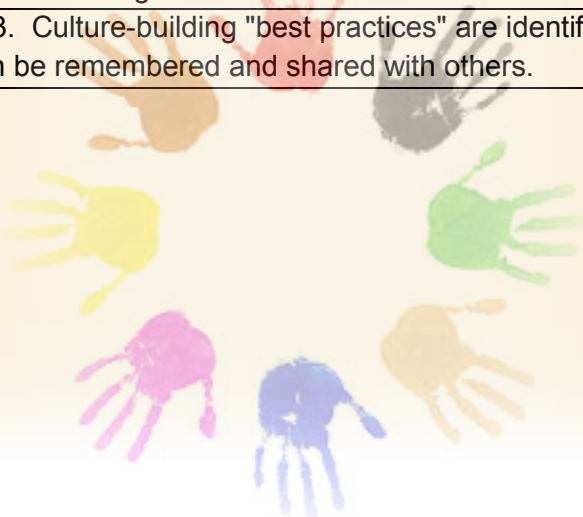 3. Culture-building "best practices" are identif
n be remembered and shared with others.